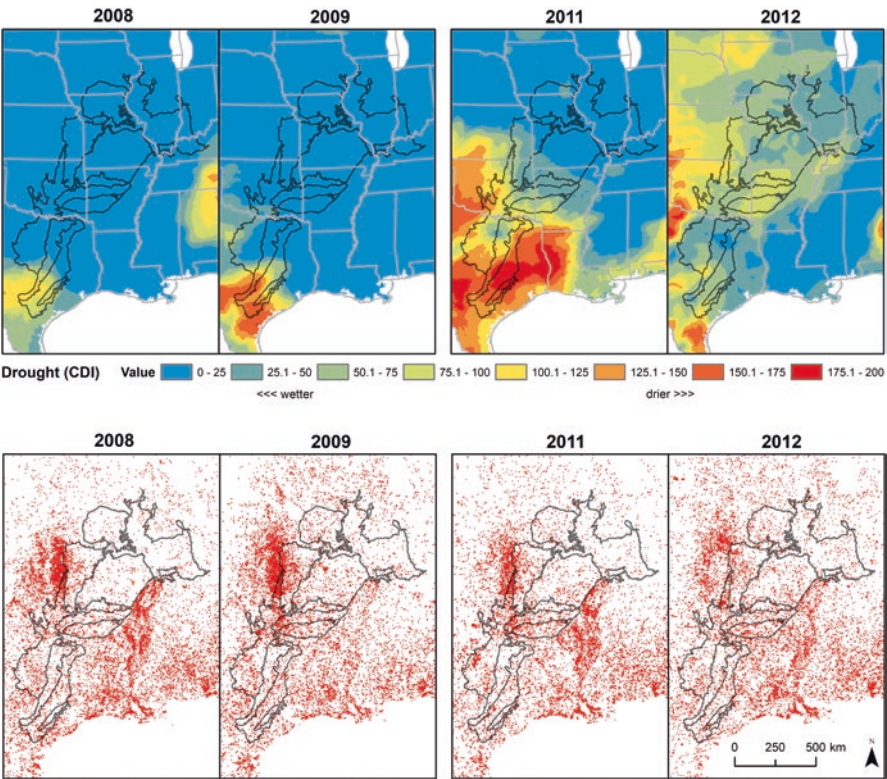 2008 2009 2011 2012
Drought (CDI) Value 0 - 25 25.1 - 50 50.1 - 75 75.1 - 100 100.1 - 125 125.1 - 150 150.1 - 175 175.1 - 200
<<< wetter drier >>>
2008 2009 2011 2012
N
0 250 500 km